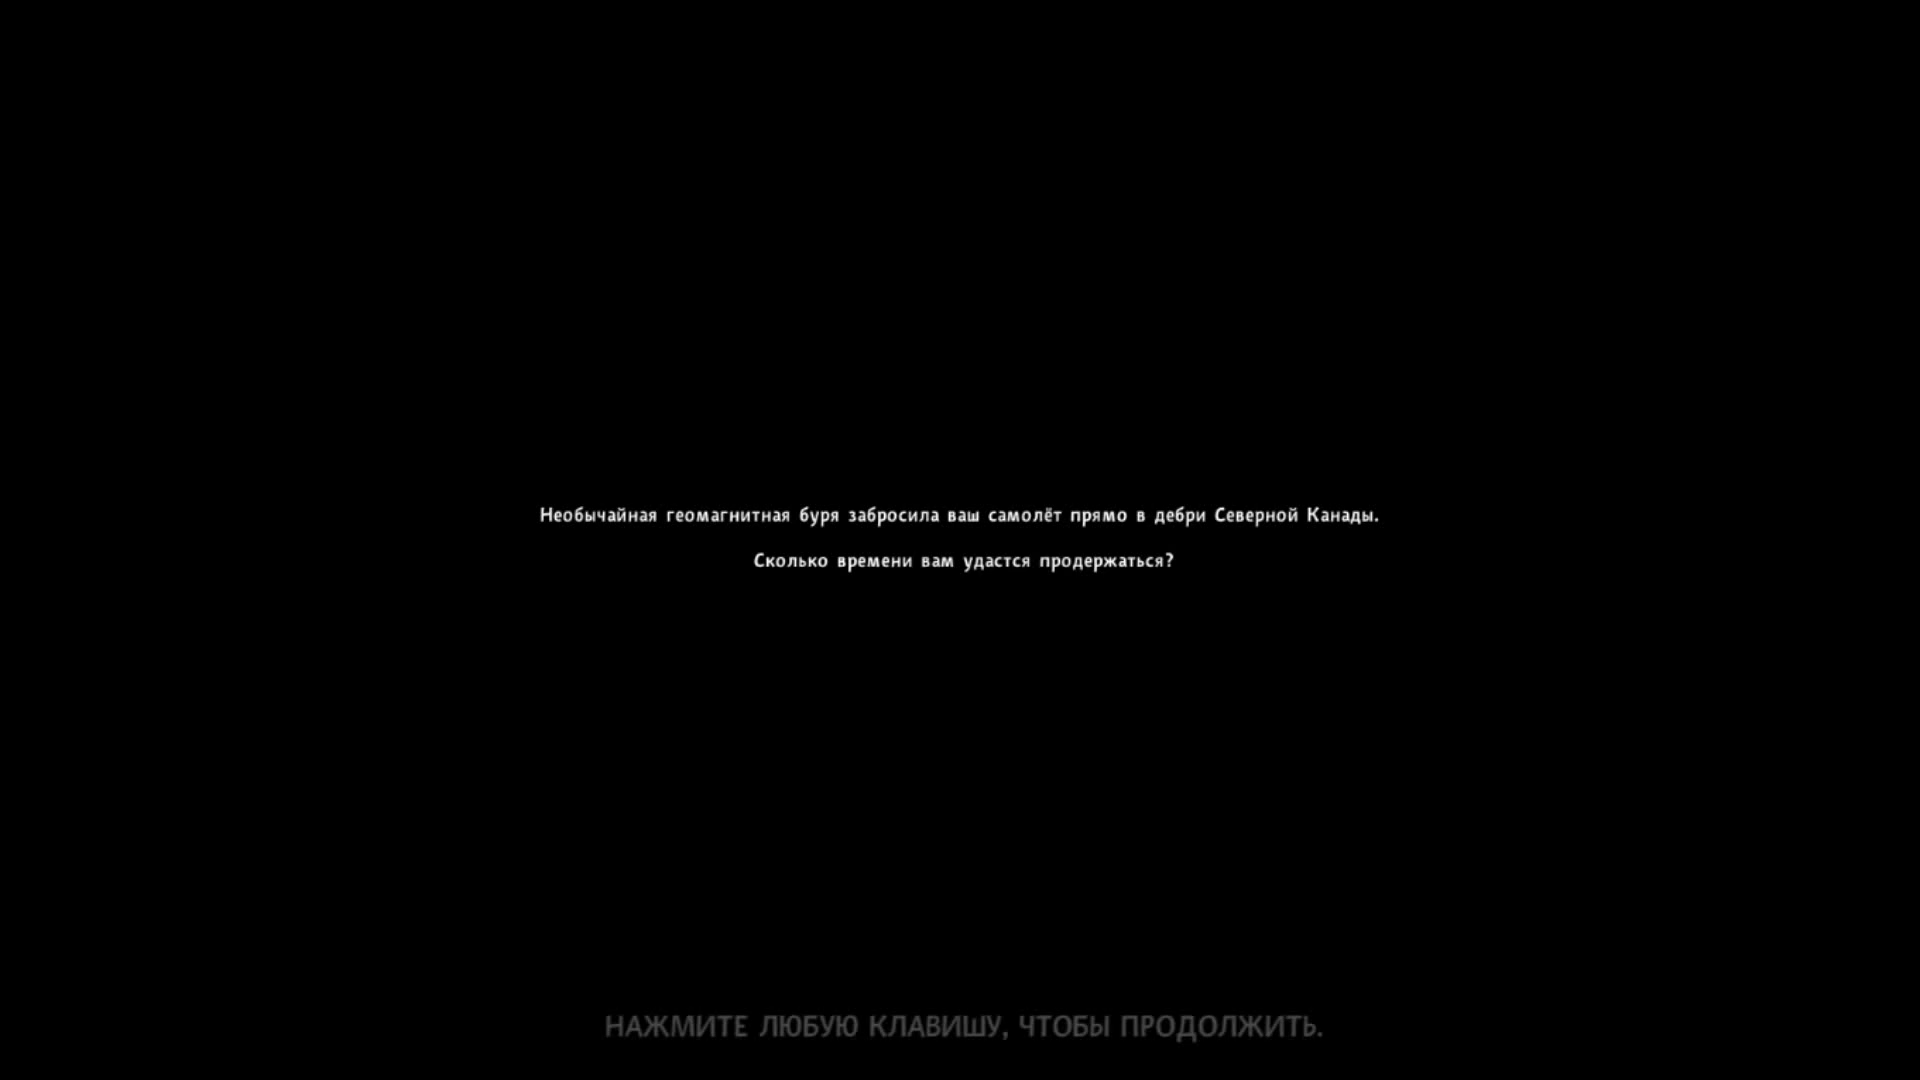 Необычайная геомагнитная буря забросила ваш самолёт прямо в дебри Северной Канады.
Сколько времени вам удастся продержаться?
НАЖМИТЕ ЛЮБУЮ КЛАВИШУ, ЧТОБЫ ПРОДОЛЖИТЬ.